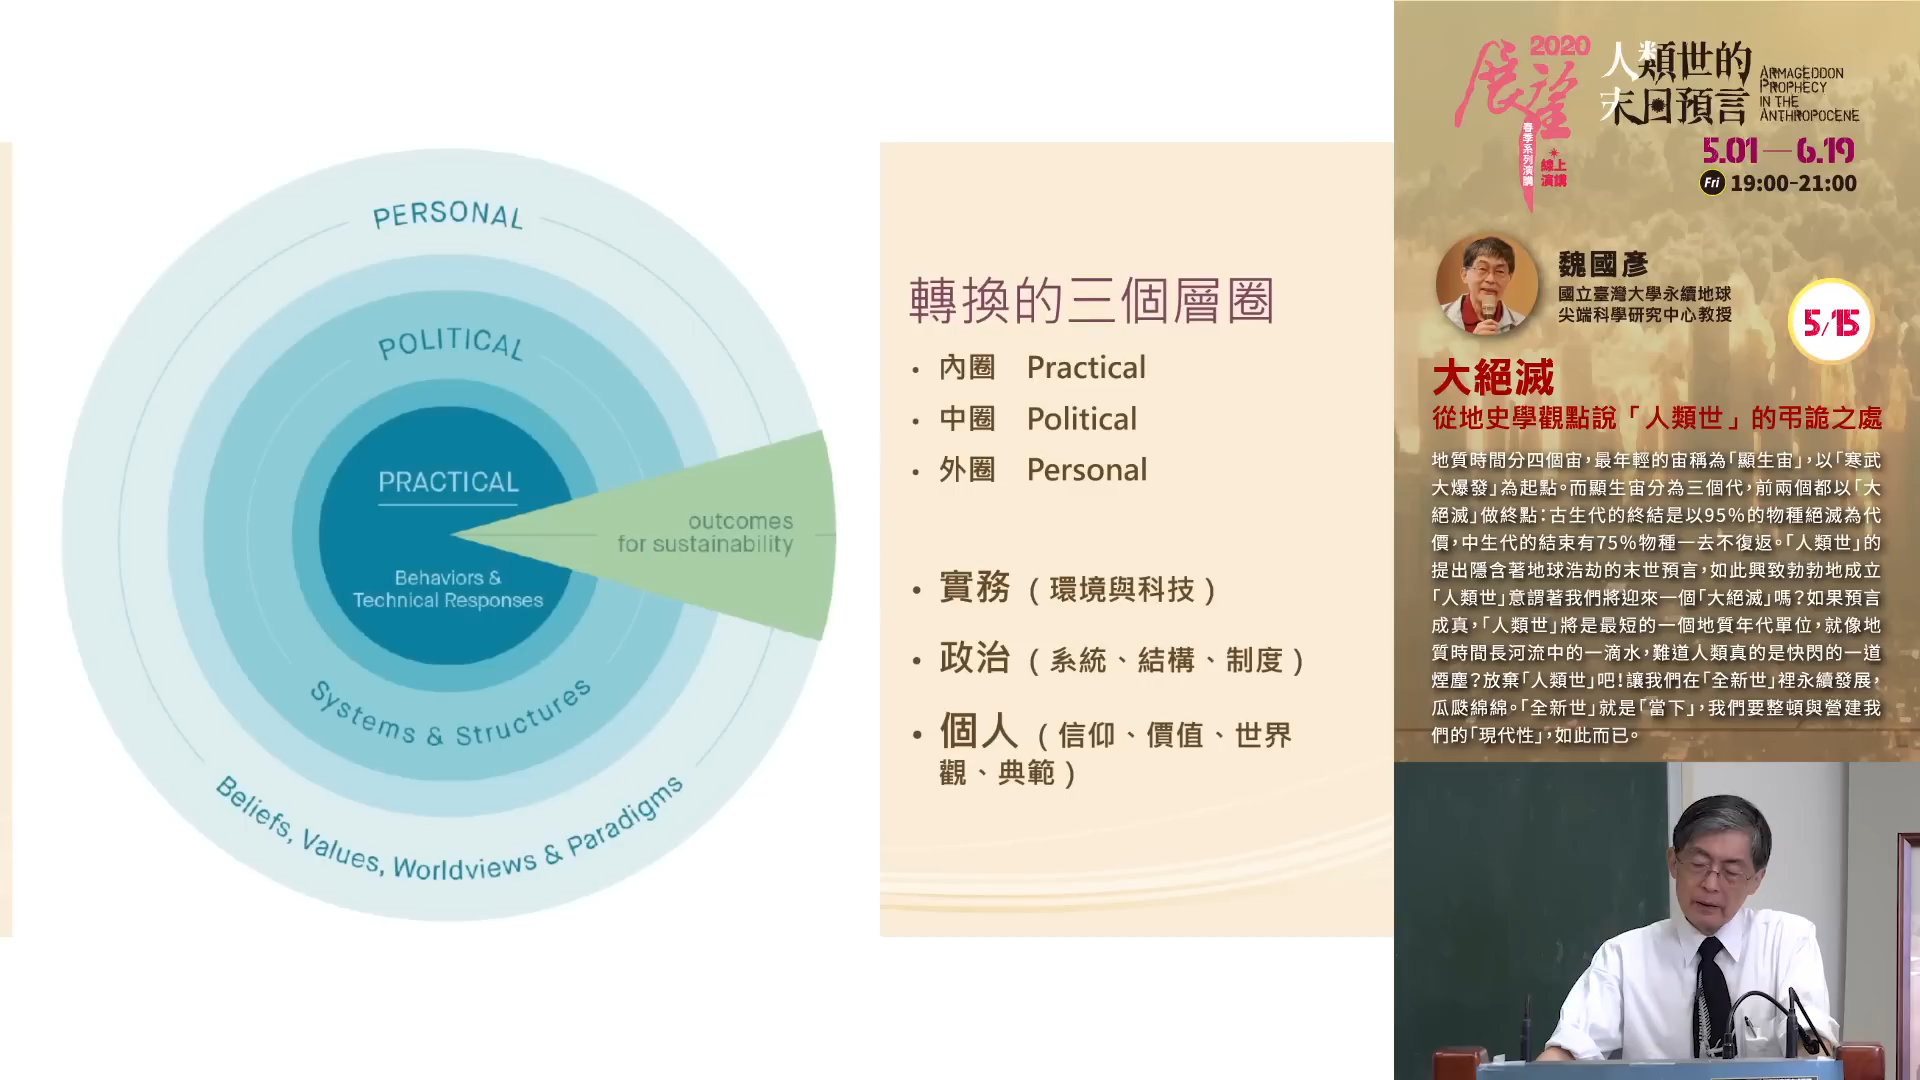 PERSONAL
POLITICAL
PRACTICAL
Behaviors &
Technical Responses
outcomes
for sustainability
Systems & Structures
Beliefs, Values, Worldviews & Paradigms
轉換的三個層圈
• 內圈 Practical
• 中圈 Political
• 外圈 Personal
• 實務（環境與科技）
• 政治（系統、結構、制度）
• 個人（信仰、價值、世界
觀、典範）
2020
展望
春季系列演講
線上
演講
人類世的
末日預言
ARMAGEDDON
PROPHECY
IN THE
ANTHROPOCENE
5.01—6.19
Fri 19:00-21:00
魏國彥
國立臺灣大學永續地球
尖端科學研究中心教授
5/15
大絕滅
從地史學觀點說「人類世」的弔詭之處
地質時間分四個宙，最年輕的宙稱為「顯生宙」，以「寒武
大爆發」為起點。而顯生宙分為三個代，前兩個都以「大
絕滅」做終點：古生代的終結是以95%的物種絕滅為代
價，中生代的結束有75%物種一去不復返。「人類世」的
提出隱含著地球浩劫的末世預言，如此興致勃勃地成立
「人類世」意謂著我們將迎來一個「大絕滅」嗎？如果預言
成真，「人類世」將是最短的一個地質年代單位，就像地
質時間長河流中的一滴水，難道人類真的是快閃的一道
煙塵？放棄「人類世」吧！讓我們在「全新世」裡永續發展，
瓜瓞綿綿。「全新世」就是「當下」，我們要整頓與營建我
們的「現代性」，如此而已。